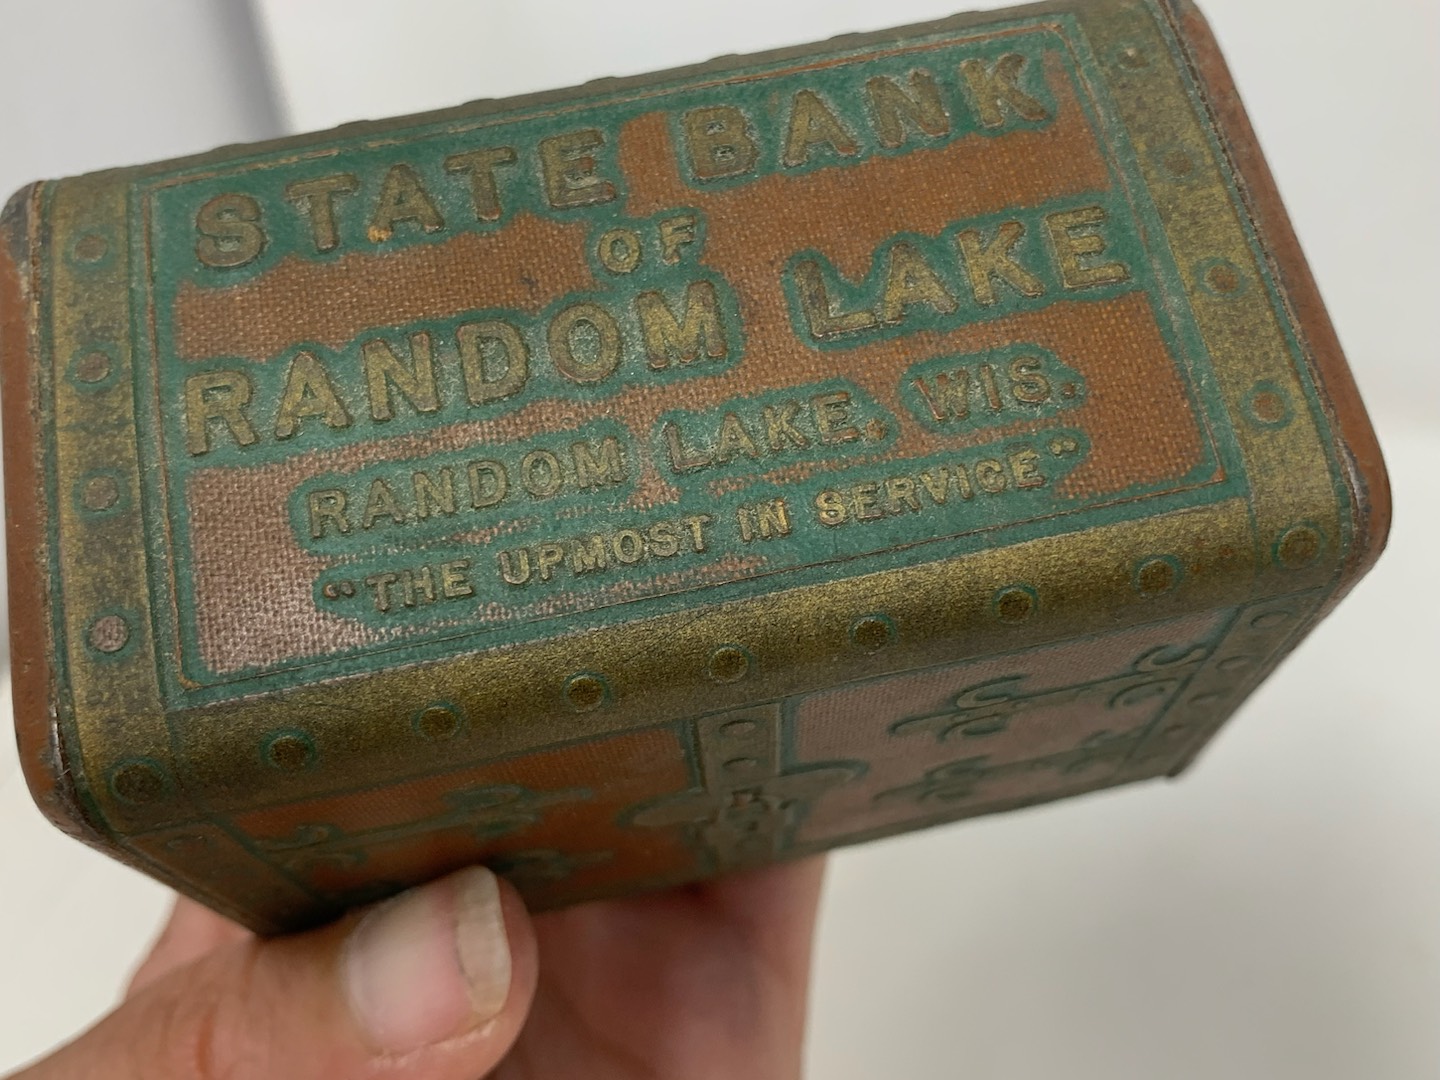 STATE BANK
OF
RANDOM LAKE
RANDOM LAKE, WIS.
"THE UPMOST IN SERVICE"